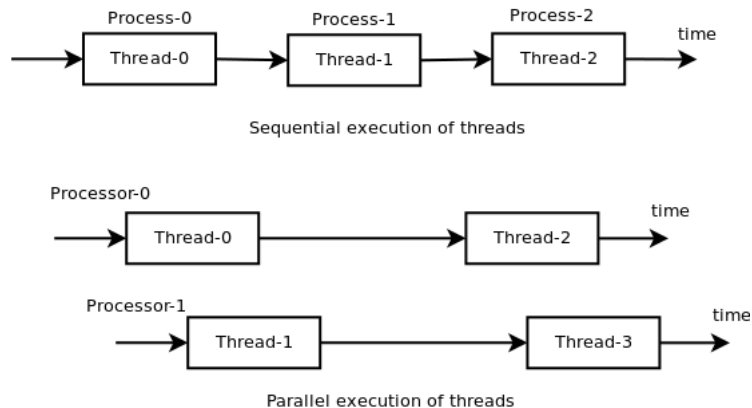 Process-0
Process-1
Process-2
time
Thread-0
Thread-1
Thread-2
Sequential execution of threads
Processor-0
time
Thread-0
Thread-2
Processor-1
time
Thread-1
Thread-3
Parallel execution of threads